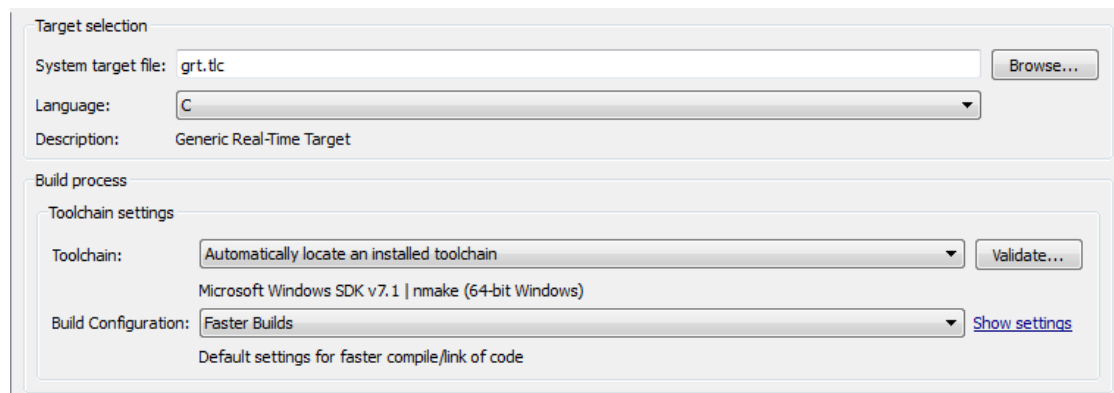 Target selection
System target file: grt.tlc Browse...
Language: C
Description: Generic Real-Time Target
Build process
Toolchain settings
Toolchain: Automatically locate an installed toolchain Validate...
Microsoft Windows SDK v7.1 | nmake (64-bit Windows)
Build Configuration: Faster Builds Show settings
Default settings for faster compile/link of code